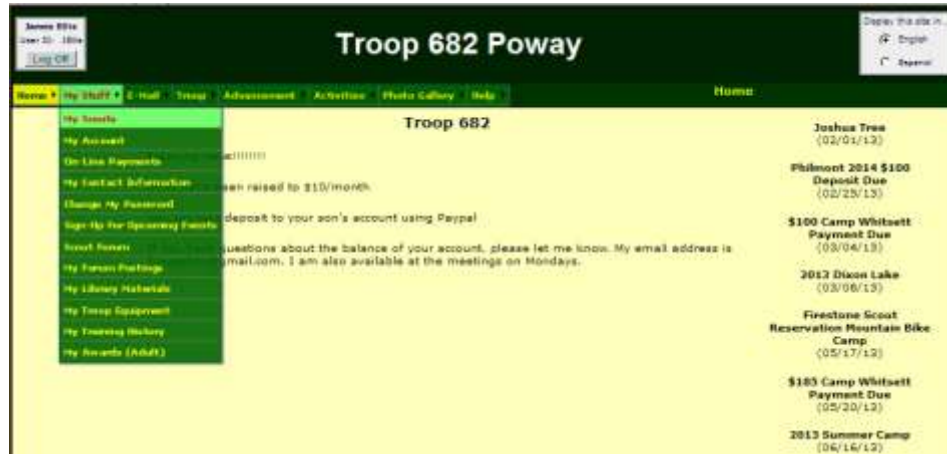 Log Off
Troop 682 Poway
Display this site in
English
Espanol
Home My Stuff E-Mail Troop Advancement Activities Photo Gallery Help
Home
My Scouts
My Account
On-Line Payments
My Contact Information
Change My Password
Sign Up For Upcoming Events
Scout Forum
My Forum Postings
My Library Materials
My Troop Equipment
My Training History
My Awards (Adult)
Troop 682
!!!!!!!!
been raised to $10/month
deposit to your son's account using Paypal
questions about the balance of your account, please let me know. My email address is
gmail.com. I am also available at the meetings on Mondays.
Joshua Tree
(02/01/13)
Philmont 2014 $100
Deposit Due
(02/25/13)
$100 Camp Whitsett
Payment Due
(03/04/13)
2013 Dixon Lake
(03/08/13)
Firestone Scout
Reservation Mountain Bike
Camp
(05/17/13)
$185 Camp Whitsett
Payment Due
(05/20/13)
2013 Summer Camp
(06/16/13)